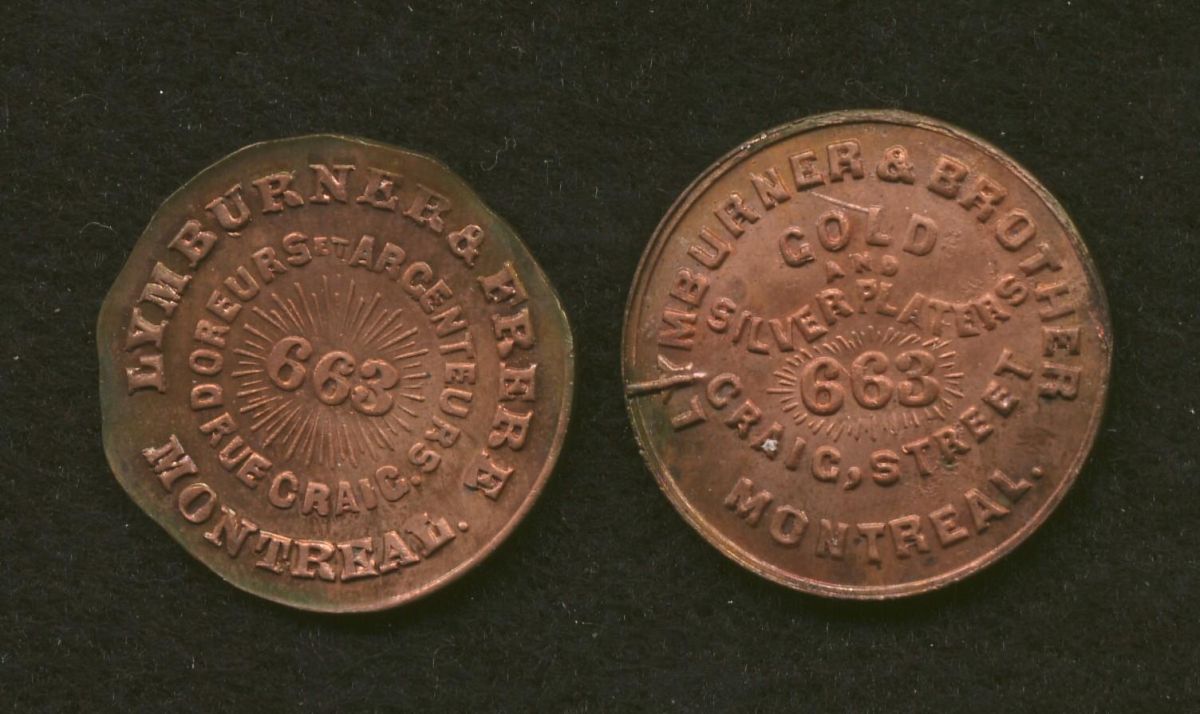 LYMBURNER & FRERE
DOREURS ET ARGENTEURS
663
RUE CRAIG.
MONTREAL.
LYMBURNER & BROTHER
GOLD
AND
SILVER PLATERS
663
CRAIG, STREET
MONTREAL.